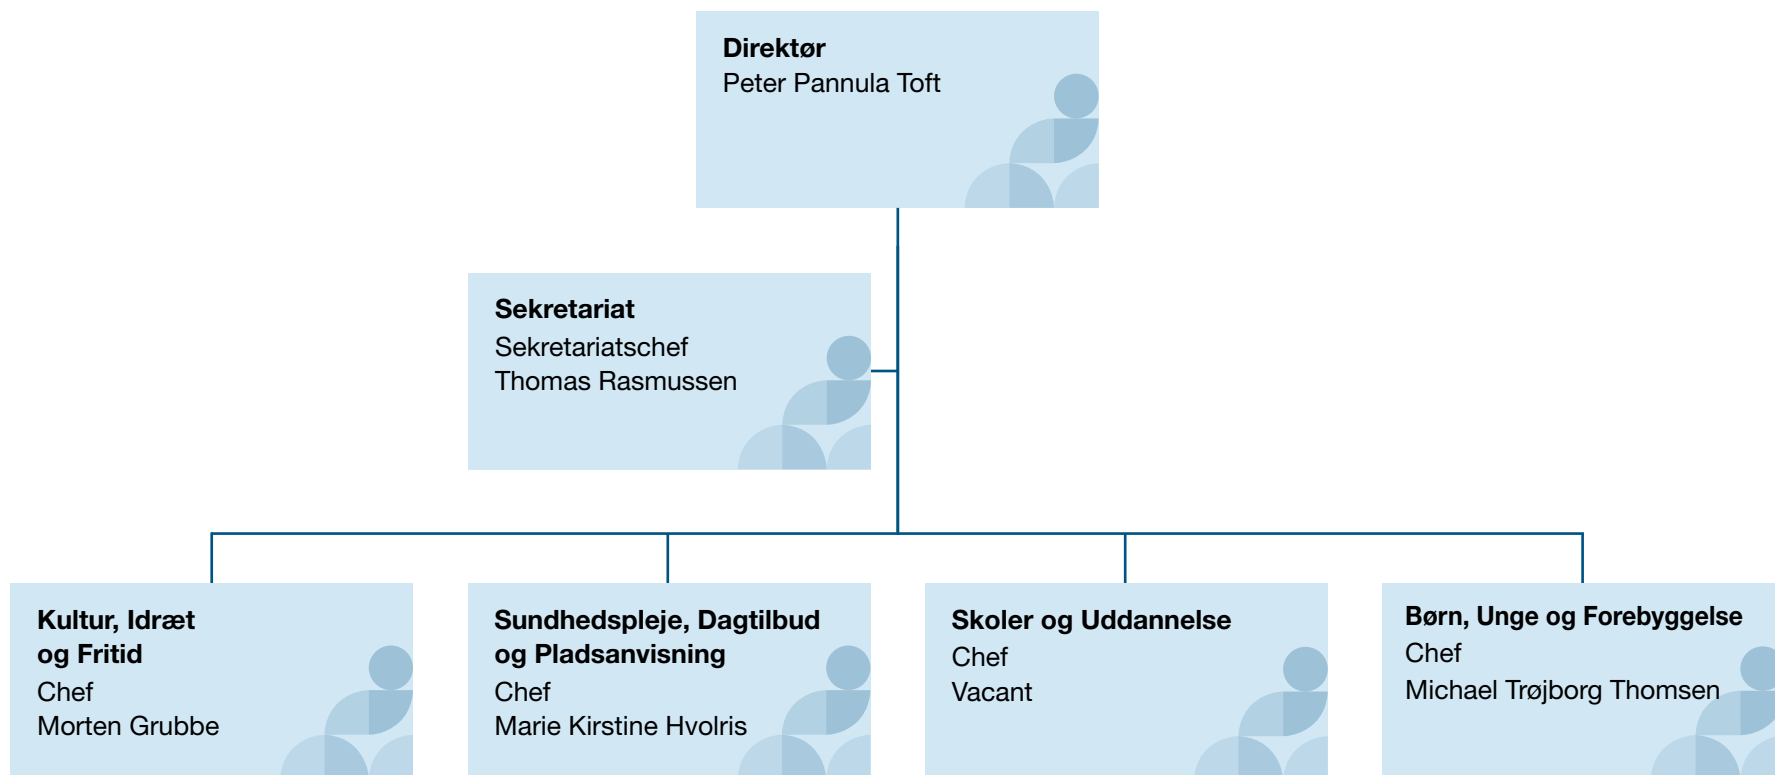 Direktør
Peter Pannula Toft
Sekretariat
Sekretariatschef
Thomas Rasmussen
Kultur, Idræt
og Fritid
Chef
Morten Grubbe
Sundhedspleje, Dagtilbud
og Pladsanvisning
Chef
Marie Kirstine Hvolris
Skoler og Uddannelse
Chef
Vacant
Børn, Unge og Forebyggelse
Chef
Michael Trøjborg Thomsen